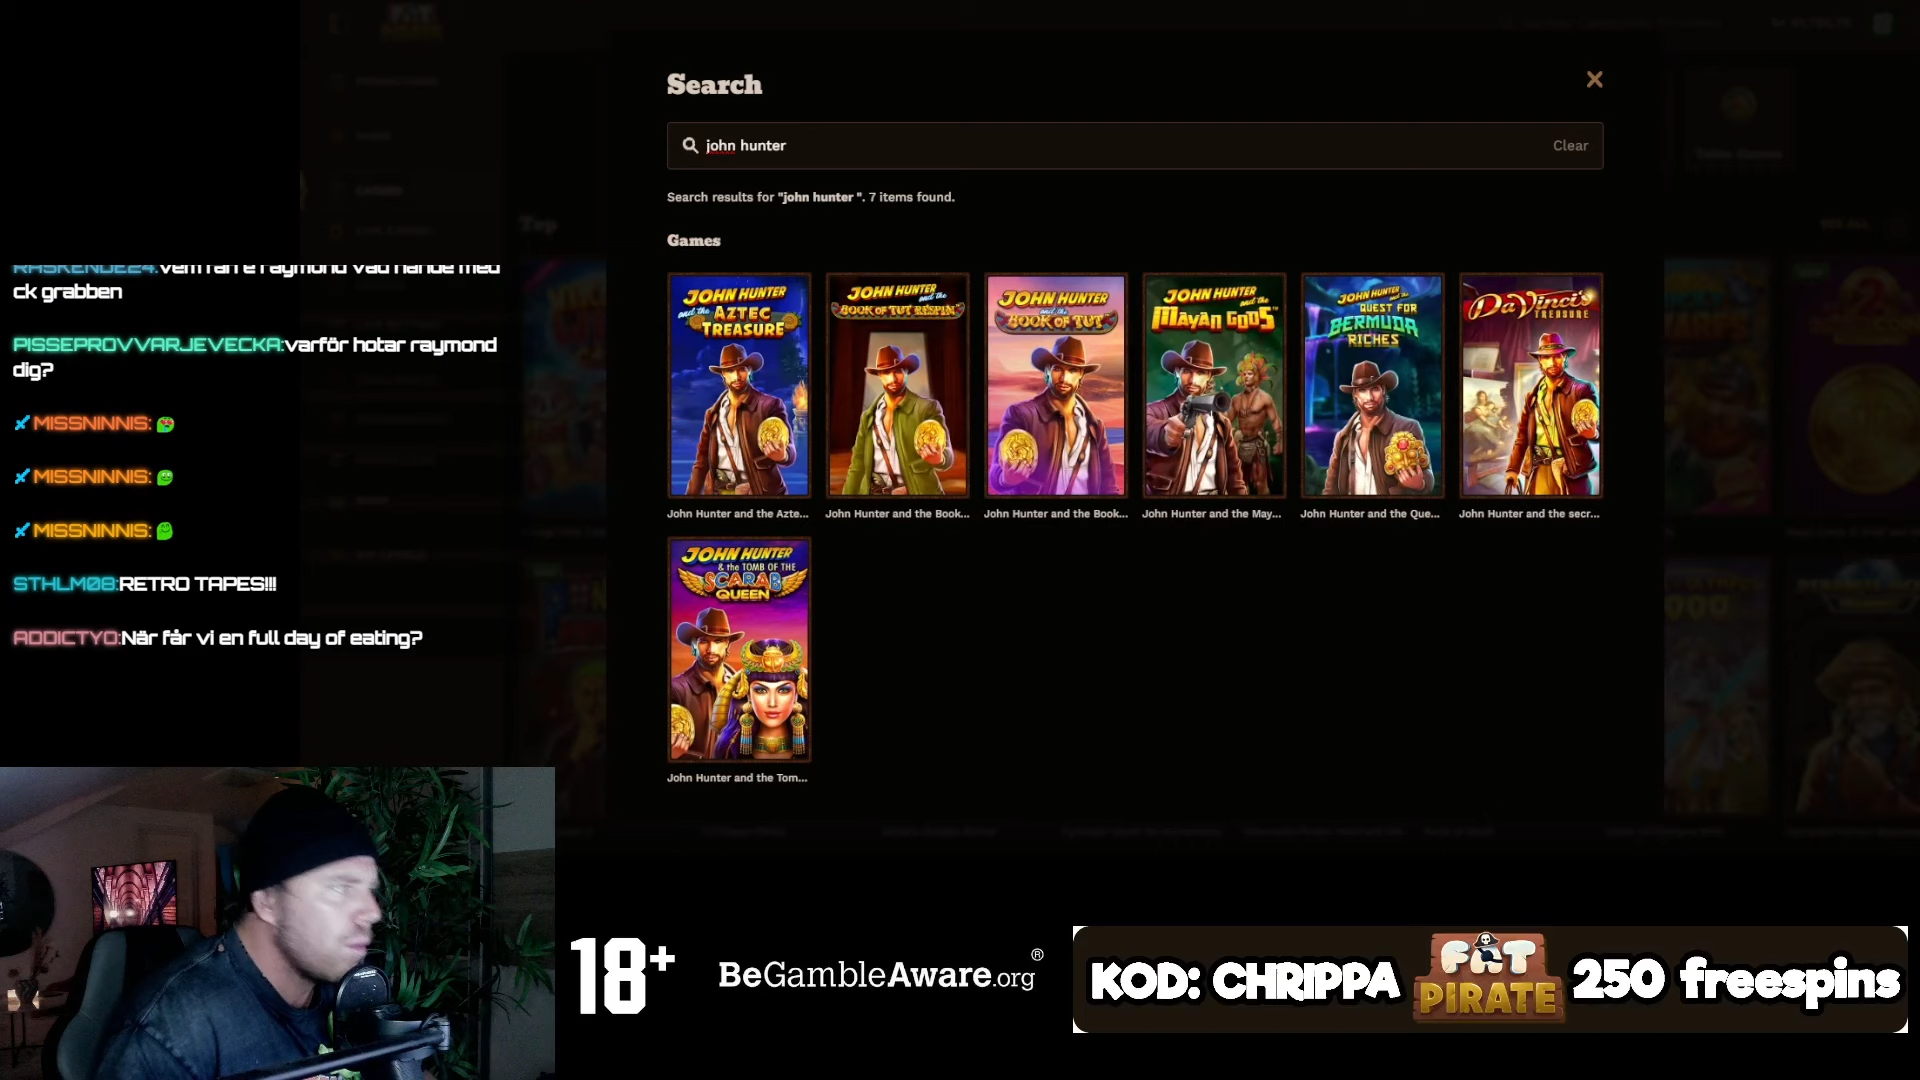 Search
john hunter
Clear
Search results for "john hunter ". 7 items found.
Games
JOHN HUNTER
and the AZTEC
TREASURE
JOHN HUNTER
and the
BOOK OF TUT RESPIN
JOHN HUNTER
and the
BOOK OF TUT
JOHN HUNTER
and the
MAYAN GODS™
JOHN HUNTER
and the
QUEST FOR
BERMUDA
RICHES
Da Vinci's
TREASURE
John Hunter and the Azte...
John Hunter and the Book...
John Hunter and the Book...
John Hunter and the May...
John Hunter and the Que...
John Hunter and the secr...
JOHN HUNTER
& the TOMB OF THE
SCARAB
QUEEN
John Hunter and the Tom...
Top
ck grabben
PISSEPROVVARJEVECKA:varför hotar raymond
dig?
MISSNINNIS:
MISSNINNIS:
MISSNINNIS:
STHLM08:RETRO TAPES!!!
ADDICTYO:När får vi en full day of eating?
18+
BeGambleAware.org®
KOD: CHRIPPA
FAT
PIRATE
250 freespins